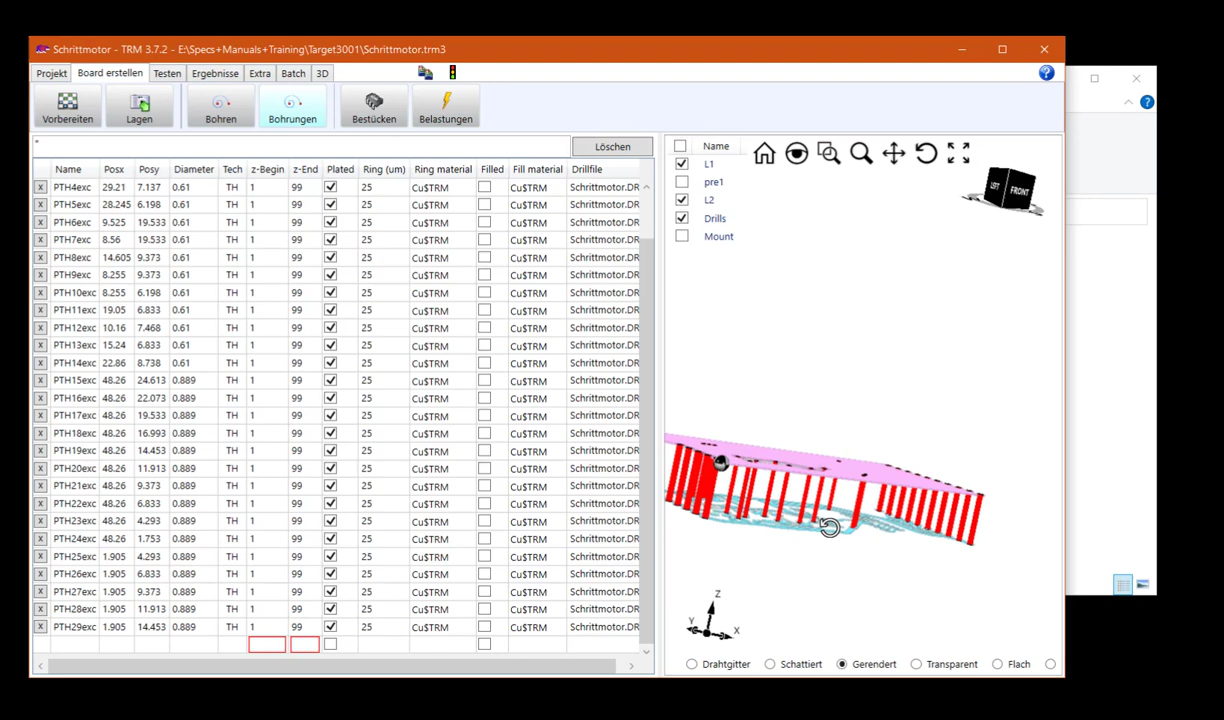 Schrittmotor - TRM 3.7.2 - E:\Specs+Manuals+Training\Target3001\Schrittmotor.trm3
Projekt Board erstellen Testen Ergebnisse Extra Batch 3D
Vorbereiten Lagen Bohren Bohrungen Bestücken Belastungen
* Löschen
Name Posx Posy Diameter Tech z-Begin z-End Plated Ring (um) Ring material Filled Fill material Drillfile
x PTH4exc 29.21 7.137 0.61 TH 1 99 25 Cu$TRM Cu$TRM Schrittmotor.DR
x PTH5exc 28.245 6.198 0.61 TH 1 99 25 Cu$TRM Cu$TRM Schrittmotor.DR
x PTH6exc 9.525 19.533 0.61 TH 1 99 25 Cu$TRM Cu$TRM Schrittmotor.DR
x PTH7exc 8.56 19.533 0.61 TH 1 99 25 Cu$TRM Cu$TRM Schrittmotor.DR
x PTH8exc 14.605 9.373 0.61 TH 1 99 25 Cu$TRM Cu$TRM Schrittmotor.DR
x PTH9exc 8.255 9.373 0.61 TH 1 99 25 Cu$TRM Cu$TRM Schrittmotor.DR
x PTH10exc 8.255 6.198 0.61 TH 1 99 25 Cu$TRM Cu$TRM Schrittmotor.DR
x PTH11exc 19.05 6.833 0.61 TH 1 99 25 Cu$TRM Cu$TRM Schrittmotor.DR
x PTH12exc 10.16 7.468 0.61 TH 1 99 25 Cu$TRM Cu$TRM Schrittmotor.DR
x PTH13exc 15.24 6.833 0.61 TH 1 99 25 Cu$TRM Cu$TRM Schrittmotor.DR
x PTH14exc 22.86 8.738 0.61 TH 1 99 25 Cu$TRM Cu$TRM Schrittmotor.DR
x PTH15exc 48.26 24.613 0.889 TH 1 99 25 Cu$TRM Cu$TRM Schrittmotor.DR
x PTH16exc 48.26 22.073 0.889 TH 1 99 25 Cu$TRM Cu$TRM Schrittmotor.DR
x PTH17exc 48.26 19.533 0.889 TH 1 99 25 Cu$TRM Cu$TRM Schrittmotor.DR
x PTH18exc 48.26 16.993 0.889 TH 1 99 25 Cu$TRM Cu$TRM Schrittmotor.DR
x PTH19exc 48.26 14.453 0.889 TH 1 99 25 Cu$TRM Cu$TRM Schrittmotor.DR
x PTH20exc 48.26 11.913 0.889 TH 1 99 25 Cu$TRM Cu$TRM Schrittmotor.DR
x PTH21exc 48.26 9.373 0.889 TH 1 99 25 Cu$TRM Cu$TRM Schrittmotor.DR
x PTH22exc 48.26 6.833 0.889 TH 1 99 25 Cu$TRM Cu$TRM Schrittmotor.DR
x PTH23exc 48.26 4.293 0.889 TH 1 99 25 Cu$TRM Cu$TRM Schrittmotor.DR
x PTH24exc 48.26 1.753 0.889 TH 1 99 25 Cu$TRM Cu$TRM Schrittmotor.DR
x PTH25exc 1.905 4.293 0.889 TH 1 99 25 Cu$TRM Cu$TRM Schrittmotor.DR
x PTH26exc 1.905 6.833 0.889 TH 1 99 25 Cu$TRM Cu$TRM Schrittmotor.DR
x PTH27exc 1.905 9.373 0.889 TH 1 99 25 Cu$TRM Cu$TRM Schrittmotor.DR
x PTH28exc 1.905 11.913 0.889 TH 1 99 25 Cu$TRM Cu$TRM Schrittmotor.DR
x PTH29exc 1.905 14.453 0.889 TH 1 99 25 Cu$TRM Cu$TRM Schrittmotor.DR
Name
L1
pre1
L2
Drills
Mount
LEFT FRONT
Z
Y X
Drahtgitter Schattiert Gerendert Transparent Flach